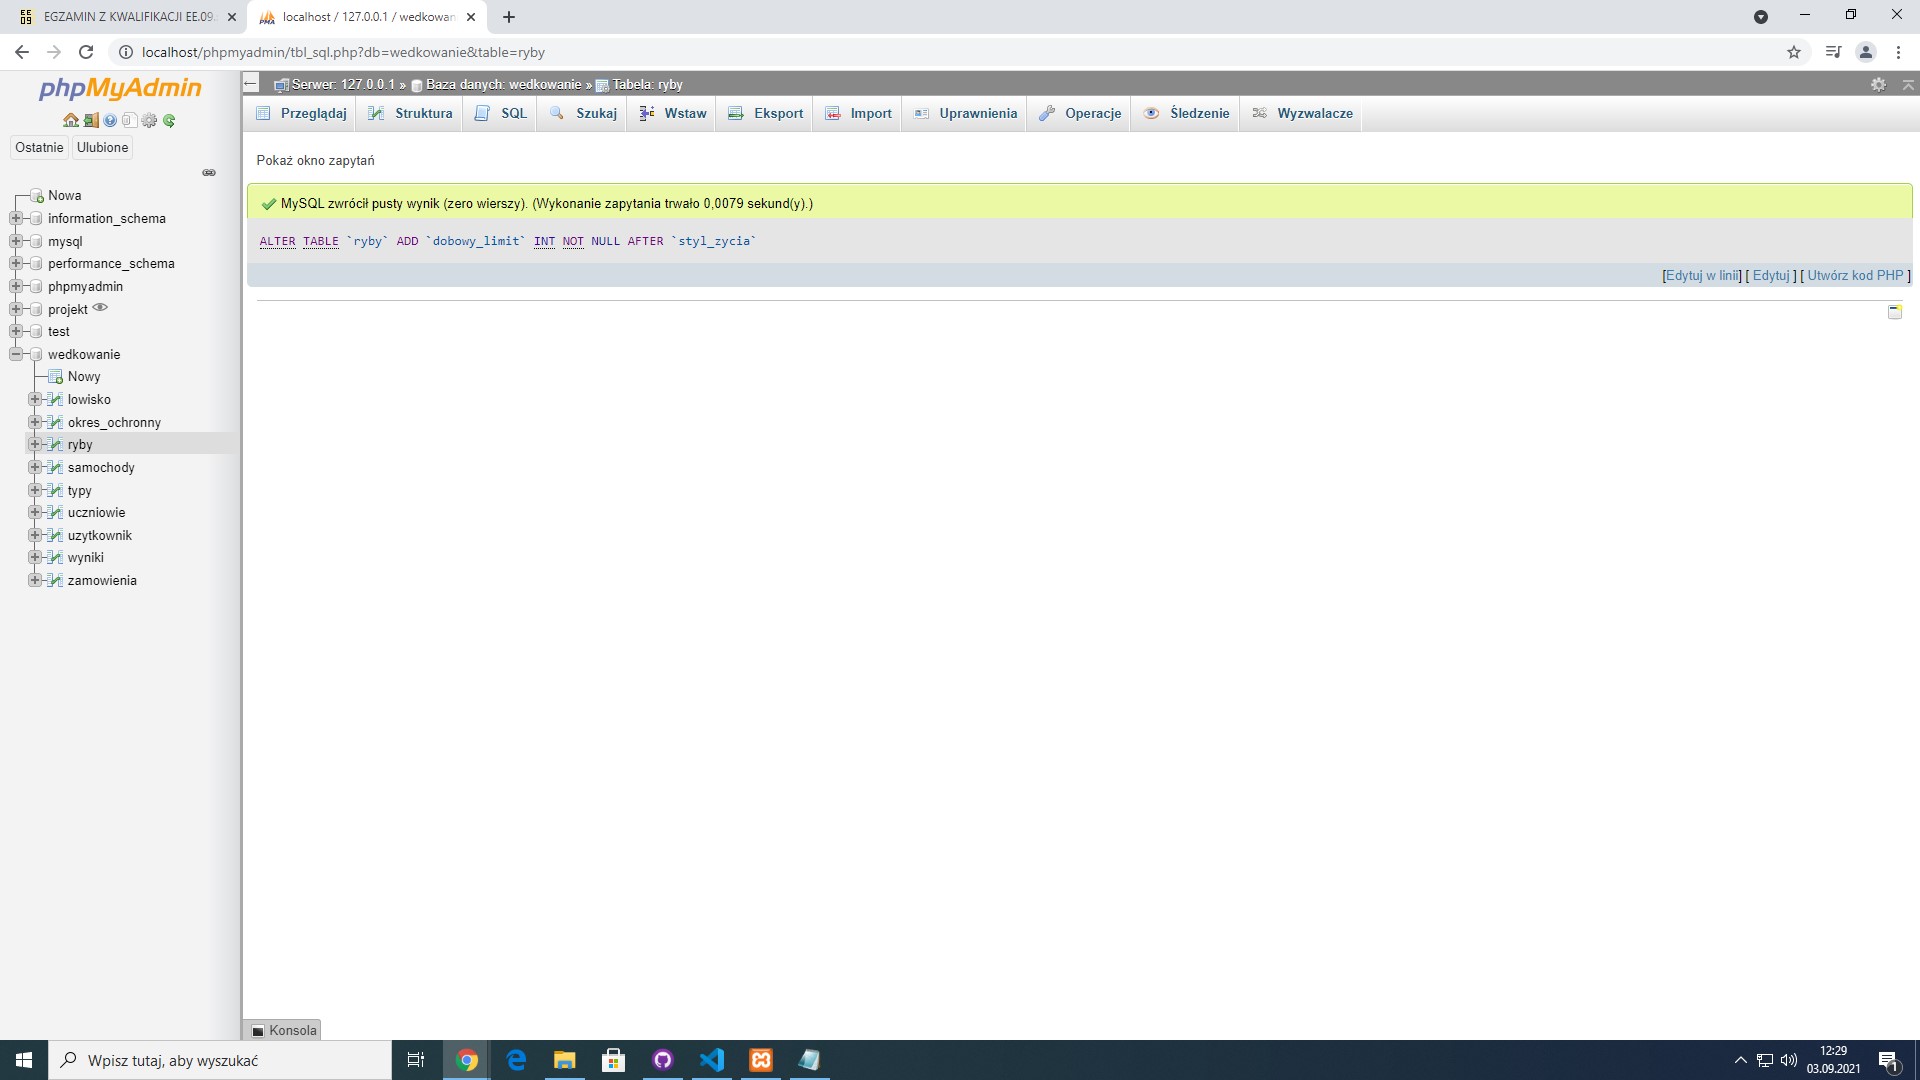 EGZAMIN Z KWALIFIKACJI EE.09.
localhost / 127.0.0.1 / wedkowan
localhost/phpmyadmin/tbl_sql.php?db=wedkowanie&table=ryby
phpMyAdmin
Ostatnie
Ulubione
Nowa
information_schema
mysql
performance_schema
phpmyadmin
projekt
test
wedkowanie
Nowy
lowisko
okres_ochronny
ryby
samochody
typy
uczniowie
uzytkownik
wyniki
zamowienia
Serwer: 127.0.0.1 » Baza danych: wedkowanie » Tabela: ryby
Przeglądaj Struktura SQL Szukaj Wstaw Eksport Import Uprawnienia Operacje Śledzenie Wyzwalacze
Pokaż okno zapytań
MySQL zwrócił pusty wynik (zero wierszy). (Wykonanie zapytania trwało 0,0079 sekund(y).)
ALTER TABLE `ryby` ADD `dobowy_limit` INT NOT NULL AFTER `styl_zycia`
[Edytuj w linii] [ Edytuj ] [ Utwórz kod PHP ]
Konsola
Wpisz tutaj, aby wyszukać
12:29
03.09.2021
1